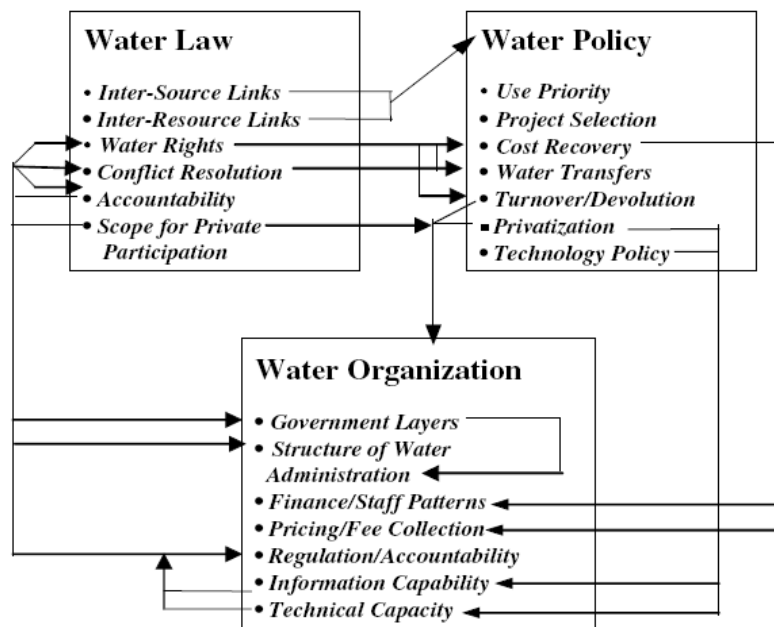 Water Law
• Inter-Source Links
• Inter-Resource Links
• Water Rights
• Conflict Resolution
• Accountability
• Scope for Private
Participation
Water Policy
• Use Priority
• Project Selection
• Cost Recovery
• Water Transfers
• Turnover/Devolution
▪ Privatization
• Technology Policy
Water Organization
• Government Layers
• Structure of Water
Administration
• Finance/Staff Patterns
• Pricing/Fee Collection
• Regulation/Accountability
• Information Capability
• Technical Capacity